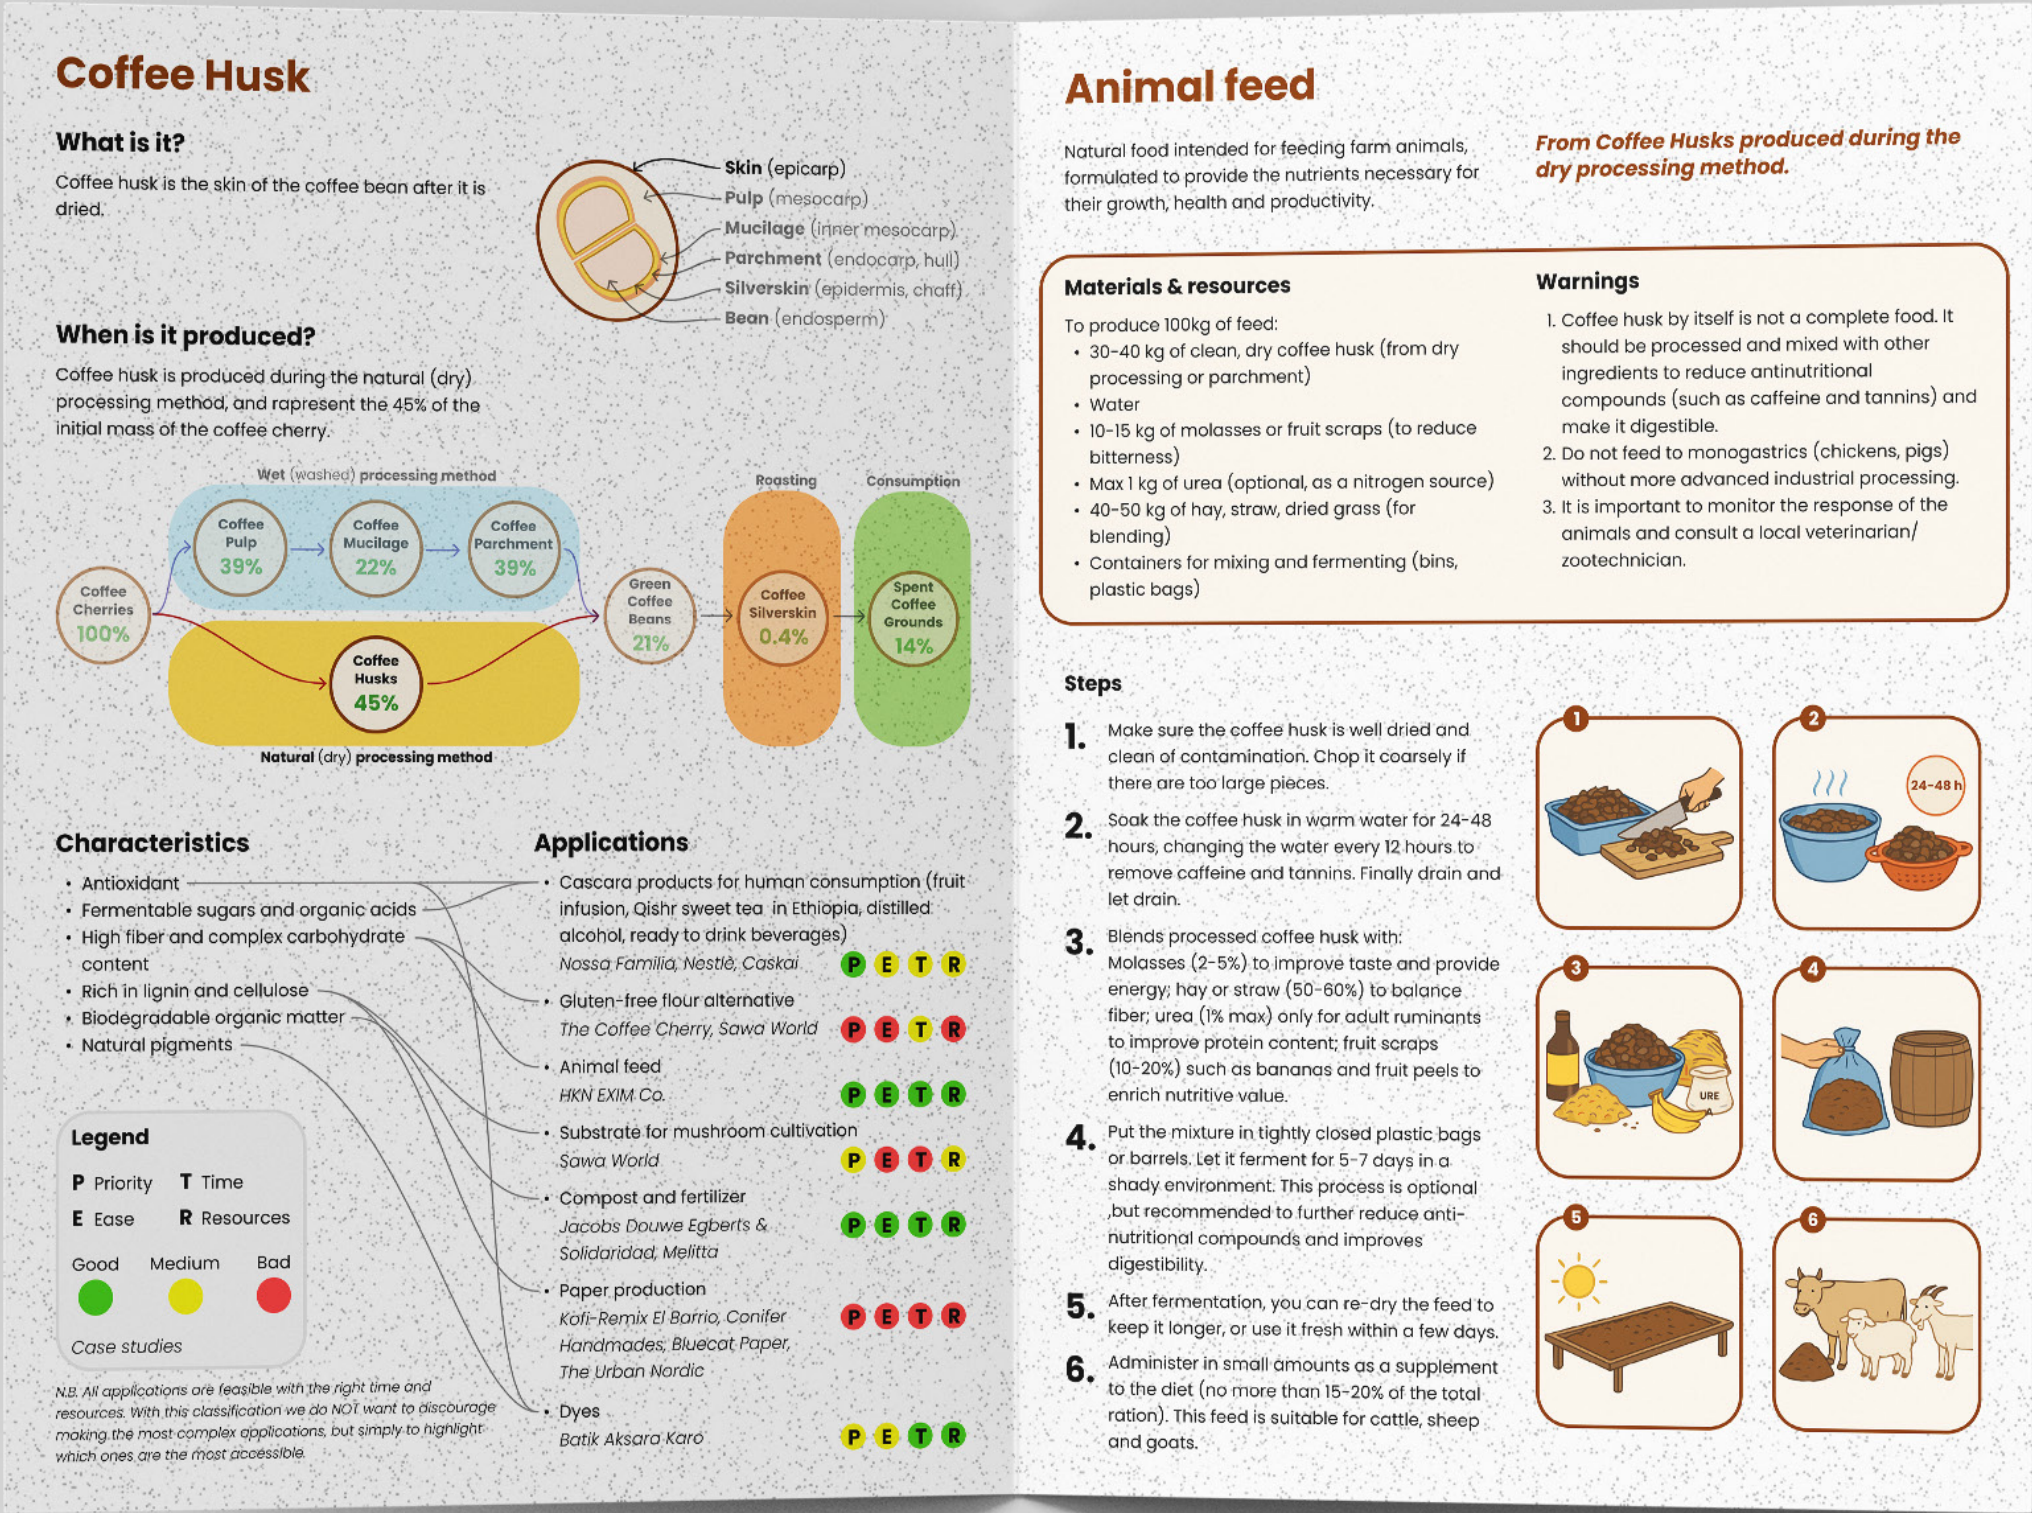 Coffee Husk
What is it?
Coffee husk is the skin of the coffee bean after it is
dried.
Skin (epicarp)
Pulp (mesocarp)
Mucilage (inner mesocarp)
Parchment (endocarp, hull)
Silverskin (epidermis, chaff)
Bean (endosperm)
When is it produced?
Coffee husk is produced during the natural (dry)
processing method, and rapresent the 45% of the
initial mass of the coffee cherry.
Wet (washed) processing method
Roasting
Consumption
Coffee
Cherries
100%
Coffee
Pulp
39%
Coffee
Mucilage
22%
Coffee
Parchment
39%
Coffee
Husks
45%
Green
Coffee
Beans
21%
Coffee
Silverskin
0.4%
Spent
Coffee
Grounds
14%
Natural (dry) processing method
Characteristics
• Antioxidant
• Fermentable sugars and organic acids
• High fiber and complex carbohydrate
content
• Rich in lignin and cellulose
• Biodegradable organic matter
• Natural pigments
Legend
P Priority T Time
E Ease R Resources
Good Medium Bad
Case studies
N.B. All applications are feasible with the right time and
resources. With this classification we do NOT want to discourage
making the most complex applications, but simply to highlight
which ones are the most accessible.
Applications
• Cascara products for human consumption (fruit
infusion, Qishr sweet tea in Ethiopia, distilled
alcohol, ready to drink beverages)
Nossa Familia, Nestlè, Caskai P E T R
• Gluten-free flour alternative
The Coffee Cherry, Sawa World P E T R
• Animal feed
HKN EXIM Co. P E T R
• Substrate for mushroom cultivation
Sawa World P E T R
• Compost and fertilizer
Jacobs Douwe Egberts & P E T R
Solidaridad, Melitta
• Paper production
Kofi-Remix El Barrio, Conifer P E T R
Handmades, Bluecat Paper,
The Urban Nordic
• Dyes
Batik Aksara Karo P E T R
Animal feed
Natural food intended for feeding farm animals,
formulated to provide the nutrients necessary for
their growth, health and productivity.
From Coffee Husks produced during the
dry processing method.
Materials & resources
To produce 100kg of feed:
• 30-40 kg of clean, dry coffee husk (from dry
processing or parchment)
• Water
• 10-15 kg of molasses or fruit scraps (to reduce
bitterness)
• Max 1 kg of urea (optional, as a nitrogen source)
• 40-50 kg of hay, straw, dried grass (for
blending)
• Containers for mixing and fermenting (bins,
plastic bags)
Warnings
1. Coffee husk by itself is not a complete food. It
should be processed and mixed with other
ingredients to reduce antinutritional
compounds (such as caffeine and tannins) and
make it digestible.
2. Do not feed to monogastrics (chickens, pigs)
without more advanced industrial processing.
3. It is important to monitor the response of the
animals and consult a local veterinarian/
zootechnician.
Steps
1. Make sure the coffee husk is well dried and
clean of contamination. Chop it coarsely if
there are too large pieces.
2. Soak the coffee husk in warm water for 24-48
hours, changing the water every 12 hours to
remove caffeine and tannins. Finally drain and
let drain.
3. Blends processed coffee husk with:
Molasses (2-5%) to improve taste and provide
energy; hay or straw (50-60%) to balance
fiber; urea (1% max) only for adult ruminants
to improve protein content; fruit scraps
(10-20%) such as bananas and fruit peels to
enrich nutritive value.
4. Put the mixture in tightly closed plastic bags
or barrels. Let it ferment for 5-7 days in a
shady environment. This process is optional
,but recommended to further reduce anti-
nutritional compounds and improves
digestibility.
5. After fermentation, you can re-dry the feed to
keep it longer, or use it fresh within a few days.
6. Administer in small amounts as a supplement
to the diet (no more than 15-20% of the total
ration). This feed is suitable for cattle, sheep
and goats.
1
2
24-48 h
3
URE
A
4
5
6